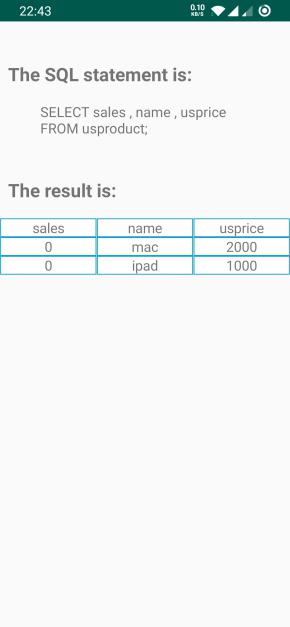 22:43 0.10 KB/S
The SQL statement is:
SELECT sales , name , usprice
FROM usproduct;
The result is:
sales name usprice
0 mac 2000
0 ipad 1000